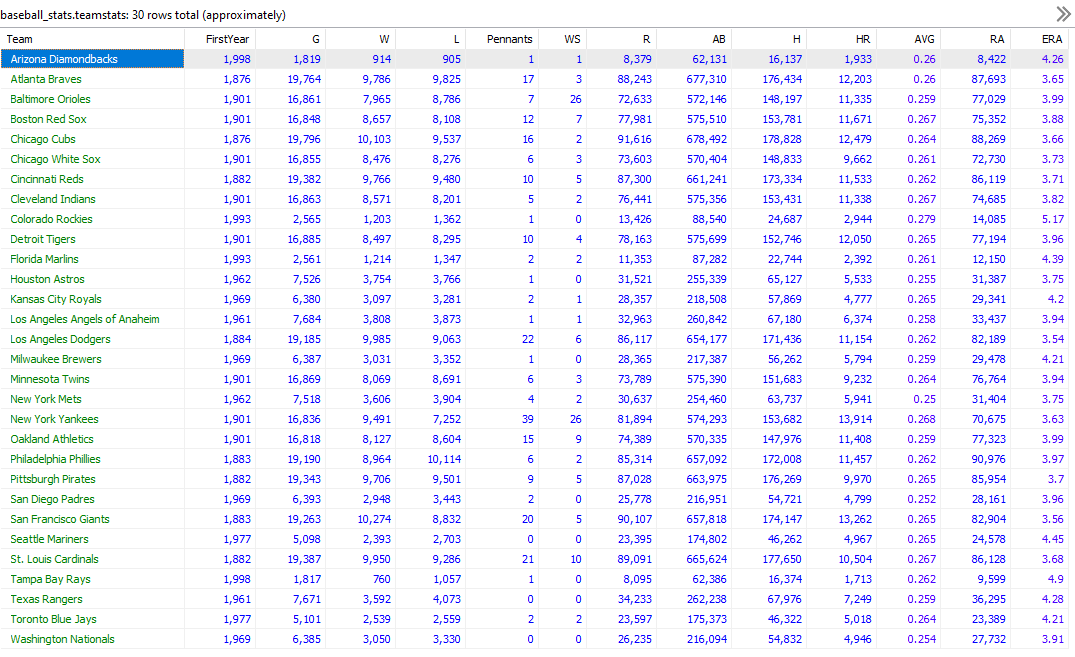 baseball_stats.teamstats: 30 rows total (approximately)
Team FirstYear G W L Pennants WS R AB H HR AVG RA ERA
Arizona Diamondbacks 1,998 1,819 914 905 1 1 8,379 62,131 16,137 1,933 0.26 8,422 4.26
Atlanta Braves 1,876 19,764 9,786 9,825 17 3 88,243 677,310 176,434 12,203 0.26 87,693 3.65
Baltimore Orioles 1,901 16,861 7,965 8,786 7 26 72,633 572,146 148,197 11,335 0.259 77,029 3.99
Boston Red Sox 1,901 16,848 8,657 8,108 12 7 77,981 575,510 153,781 11,671 0.267 75,352 3.88
Chicago Cubs 1,876 19,796 10,103 9,537 16 2 91,616 678,492 178,828 12,479 0.264 88,269 3.66
Chicago White Sox 1,901 16,855 8,476 8,276 6 3 73,603 570,404 148,833 9,662 0.261 72,730 3.73
Cincinnati Reds 1,882 19,382 9,766 9,480 10 5 87,300 661,241 173,334 11,533 0.262 86,119 3.71
Cleveland Indians 1,901 16,863 8,571 8,201 5 2 76,441 575,356 153,431 11,338 0.267 74,685 3.82
Colorado Rockies 1,993 2,565 1,203 1,362 1 0 13,426 88,540 24,687 2,944 0.279 14,085 5.17
Detroit Tigers 1,901 16,885 8,497 8,295 10 4 78,163 575,699 152,746 12,050 0.265 77,194 3.96
Florida Marlins 1,993 2,561 1,214 1,347 2 2 11,353 87,282 22,744 2,392 0.261 12,150 4.39
Houston Astros 1,962 7,526 3,754 3,766 1 0 31,521 255,339 65,127 5,533 0.255 31,387 3.75
Kansas City Royals 1,969 6,380 3,097 3,281 2 1 28,357 218,508 57,869 4,777 0.265 29,341 4.2
Los Angeles Angels of Anaheim 1,961 7,684 3,808 3,873 1 1 32,963 260,842 67,180 6,374 0.258 33,437 3.94
Los Angeles Dodgers 1,884 19,185 9,985 9,063 22 6 86,117 654,177 171,436 11,154 0.262 82,189 3.54
Milwaukee Brewers 1,969 6,387 3,031 3,352 1 0 28,365 217,387 56,262 5,794 0.259 29,478 4.21
Minnesota Twins 1,901 16,869 8,069 8,691 6 3 73,789 575,390 151,683 9,232 0.264 76,764 3.94
New York Mets 1,962 7,518 3,606 3,904 4 2 30,637 254,460 63,737 5,941 0.25 31,404 3.75
New York Yankees 1,901 16,836 9,491 7,252 39 26 81,894 574,293 153,682 13,914 0.268 70,675 3.63
Oakland Athletics 1,901 16,818 8,127 8,604 15 9 74,389 570,335 147,976 11,408 0.259 77,323 3.99
Philadelphia Phillies 1,883 19,190 8,964 10,114 6 2 85,314 657,092 172,008 11,457 0.262 90,976 3.97
Pittsburgh Pirates 1,882 19,343 9,706 9,501 9 5 87,028 663,975 176,269 9,970 0.265 85,954 3.7
San Diego Padres 1,969 6,393 2,948 3,443 2 0 25,778 216,951 54,721 4,799 0.252 28,161 3.96
San Francisco Giants 1,883 19,263 10,274 8,832 20 5 90,107 657,818 174,147 13,262 0.265 82,904 3.56
Seattle Mariners 1,977 5,098 2,393 2,703 0 0 23,395 174,802 46,262 4,967 0.265 24,578 4.45
St. Louis Cardinals 1,882 19,387 9,950 9,286 21 10 89,091 665,624 177,650 10,504 0.267 86,128 3.68
Tampa Bay Rays 1,998 1,817 760 1,057 1 0 8,095 62,386 16,374 1,713 0.262 9,599 4.9
Texas Rangers 1,961 7,671 3,592 4,073 0 0 34,233 262,238 67,976 7,249 0.259 36,295 4.28
Toronto Blue Jays 1,977 5,101 2,539 2,559 2 2 23,597 175,373 46,322 5,018 0.264 23,389 4.21
Washington Nationals 1,969 6,385 3,050 3,330 0 0 26,235 216,094 54,832 4,946 0.254 27,732 3.91